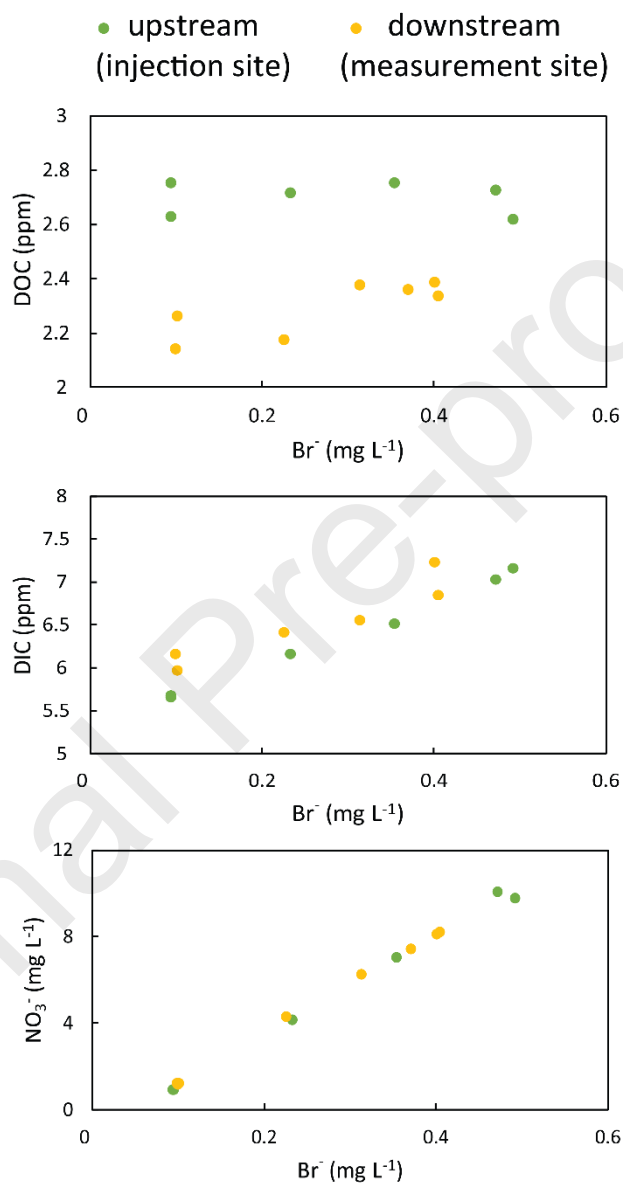 upstream downstream
(injection site) (measurement site)
3
2.8
2.6
2.4
2.2
2
DOC (ppm)
0 0.2 0.4 0.6
Br⁻ (mg L⁻¹)
8
7.5
7
6.5
6
5.5
5
DIC (ppm)
0 0.2 0.4 0.6
Br⁻ (mg L⁻¹)
12
8
4
0
NO₃⁻ (mg L⁻¹)
0 0.2 0.4 0.6
Br⁻ (mg L⁻¹)
nal Pre-pro